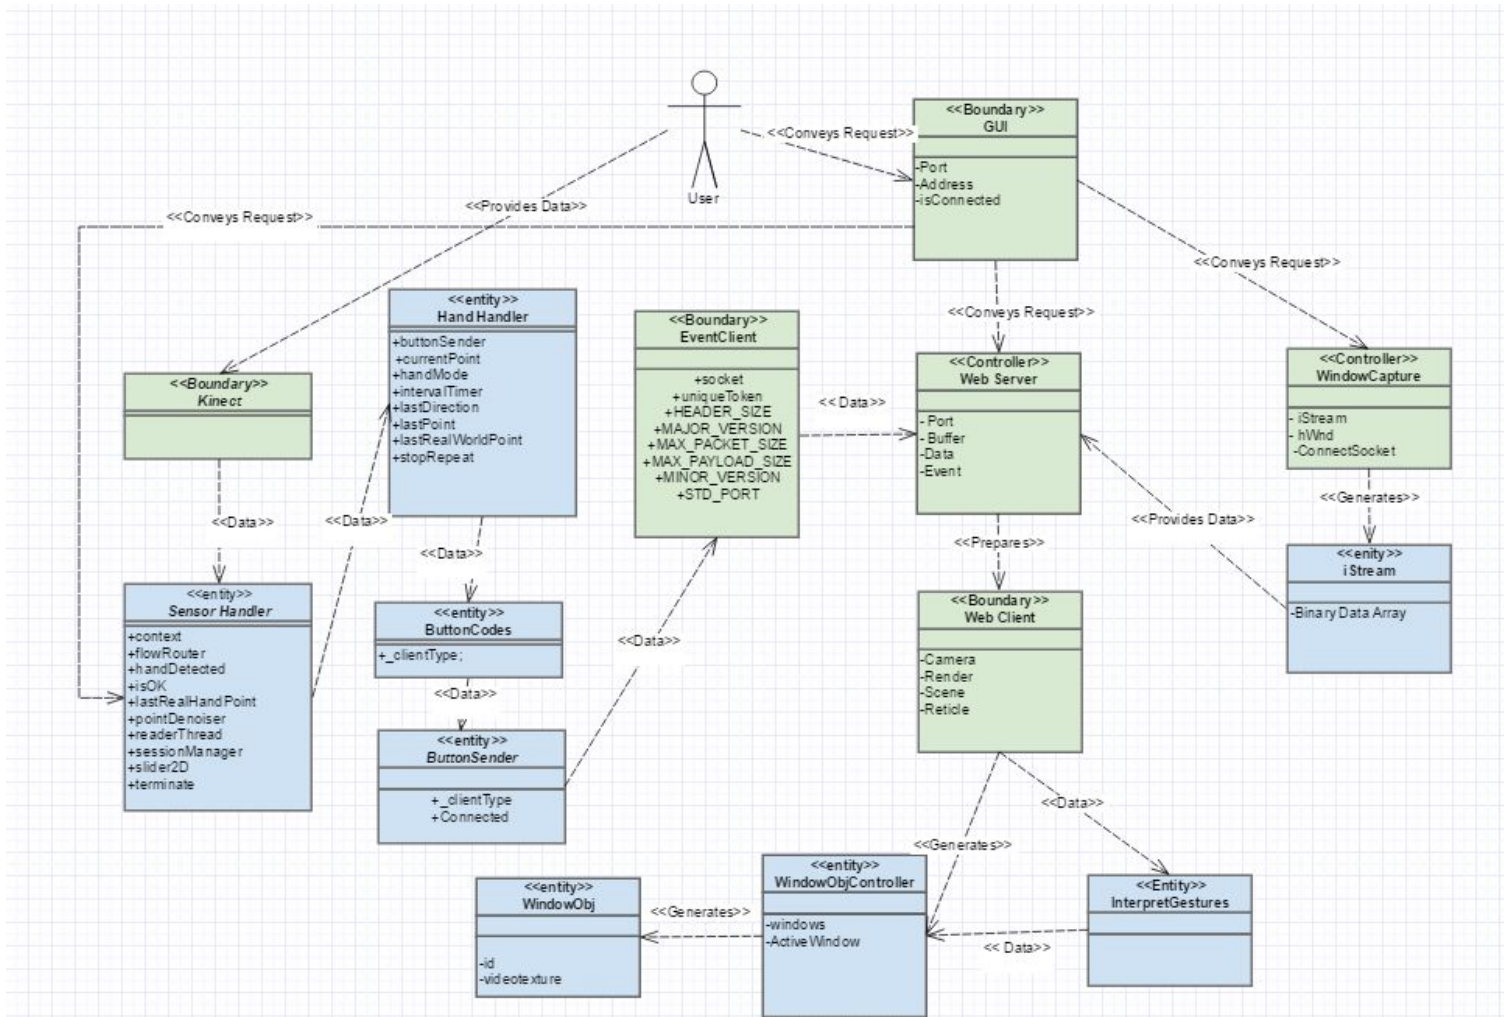 <<Boundary>>
GUI
-Port
-Address
-isConnected
<<Conveys Request>>
User
<<Provides Data>>
<<Conveys Request>>
<<Conveys Request>>
<<Conveys Request>>
<<entity>>
Hand Handler
+buttonSender
+currentPoint
+handMode
+intervalTimer
+lastDirection
+lastPoint
+lastRealWorldPoint
+stopRepeat
<<Boundary>>
EventClient
+socket
+uniqueToken
+HEADER_SIZE
+MAJOR_VERSION
+MAX_PACKET_SIZE
+MAX_PAYLOAD_SIZE
+MINOR_VERSION
+STD_PORT
<< Data>>
<<Controller>>
Web Server
- Port
- Buffer
-Data
-Event
<<Controller>>
WindowCapture
- iStream
- hWnd
-ConnectSocket
<<Boundary>>
Kinect
<<Data>>
<<Data>>
<<Data>>
<<Generates>>
<<Provides Data>>
<<Prepares>>
<<enity>>
iStream
-Binary Data Array
<<entity>>
Sensor Handler
+context
+flowRouter
+handDetected
+isOK
+lastRealHandPoint
+pointDenoiser
+readerThread
+sessionManager
+slider2D
+terminate
<<entity>>
ButtonCodes
+_clientType;
<<Data>>
<<Data>>
<<Boundary>>
Web Client
-Camera
-Render
-Scene
-Reticle
<<entity>>
ButtonSender
+_clientType
+Connected
<<Data>>
<<Generates>>
<<entity>>
WindowObj
-id
-videotexture
<<Generates>>
<<entity>>
WindowObjController
-windows
-ActiveWindow
<< Data>>
<<Entity>>
InterpretGestures